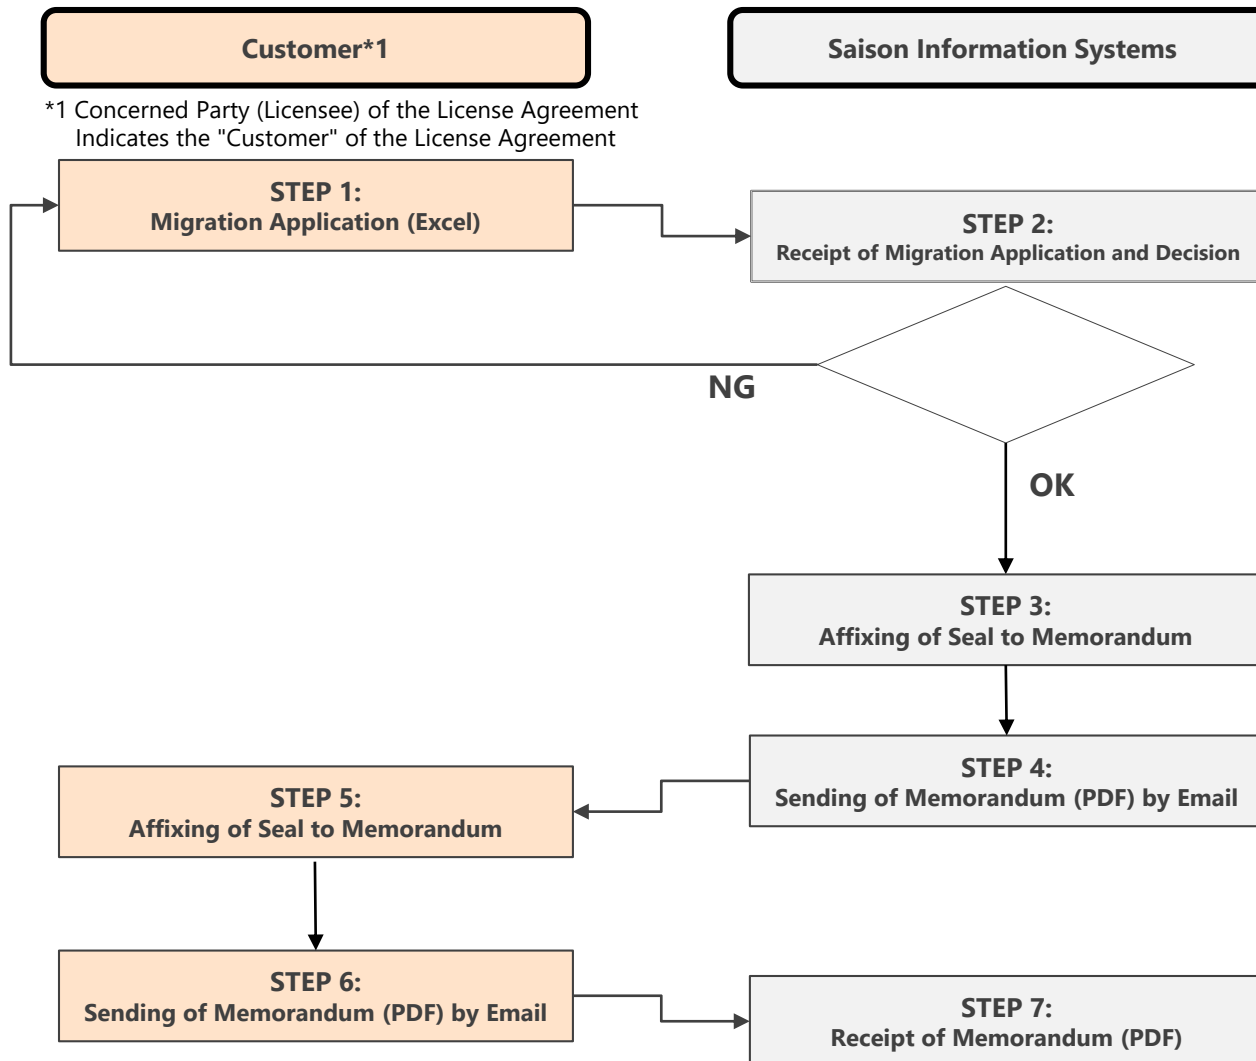 Customer*1
Saison Information Systems
*1 Concerned Party (Licensee) of the License Agreement
Indicates the "Customer" of the License Agreement
STEP 1:
Migration Application (Excel)
STEP 2:
Receipt of Migration Application and Decision
NG
OK
STEP 3:
Affixing of Seal to Memorandum
STEP 4:
Sending of Memorandum (PDF) by Email
STEP 5:
Affixing of Seal to Memorandum
STEP 6:
Sending of Memorandum (PDF) by Email
STEP 7:
Receipt of Memorandum (PDF)